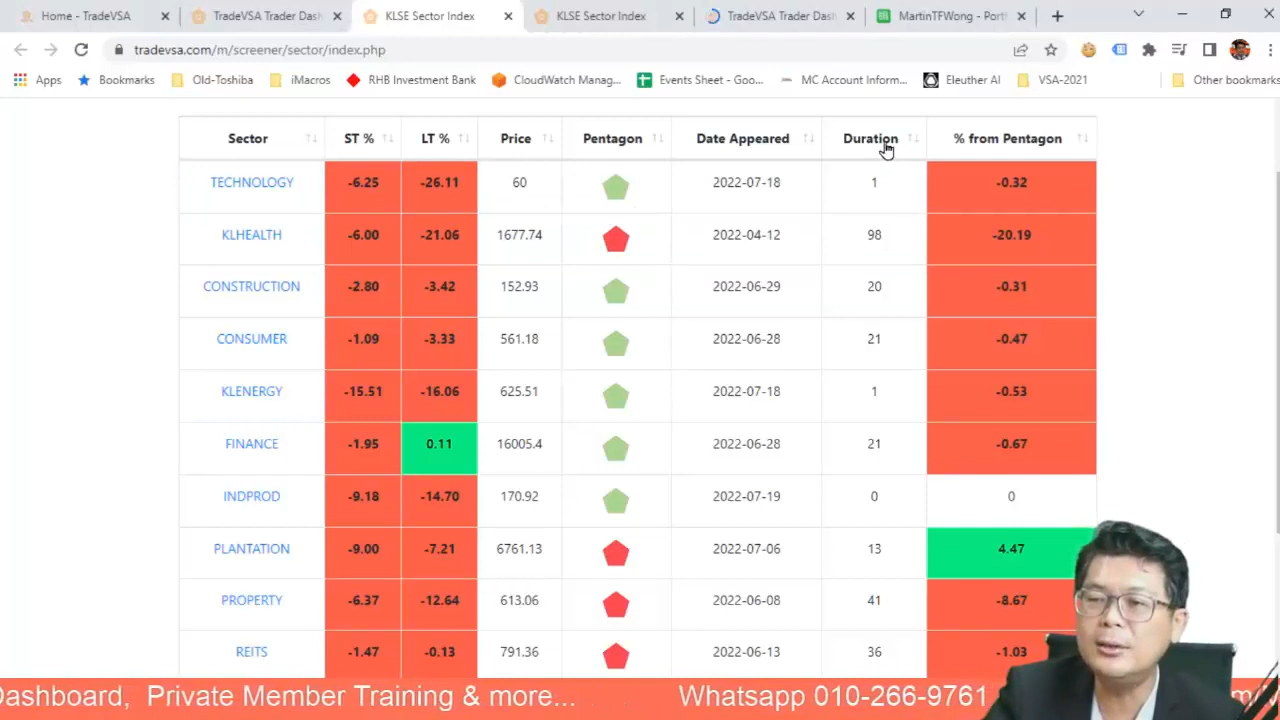 Home - TradeVSA
TradeVSA Trader Dash
KLSE Sector Index
KLSE Sector Index
TradeVSA Trader Dash
MartinTFWong - Port
tradevsa.com/m/screener/sector/index.php
Apps Bookmarks Old-Toshiba iMacros RHB Investment Bank CloudWatch Manag... Events Sheet - Goo... MC Account Inform... Eleuther AI VSA-2021 Other bookmarks
Sector ST % LT % Price Pentagon Date Appeared Duration % from Pentagon
TECHNOLOGY -6.25 -26.11 60 2022-07-18 1 -0.32
KLHEALTH -6.00 -21.06 1677.74 2022-04-12 98 -20.19
CONSTRUCTION -2.80 -3.42 152.93 2022-06-29 20 -0.31
CONSUMER -1.09 -3.33 561.18 2022-06-28 21 -0.47
KLENERGY -15.51 -16.06 625.51 2022-07-18 1 -0.53
FINANCE -1.95 0.11 16005.4 2022-06-28 21 -0.67
INDPROD -9.18 -14.70 170.92 2022-07-19 0 0
PLANTATION -9.00 -7.21 6761.13 2022-07-06 13 4.47
PROPERTY -6.37 -12.64 613.06 2022-06-08 41 -8.67
REITS -1.47 -0.13 791.36 2022-06-13 36 -1.03
Dashboard, Private Member Training & more... Whatsapp 010-266-9761